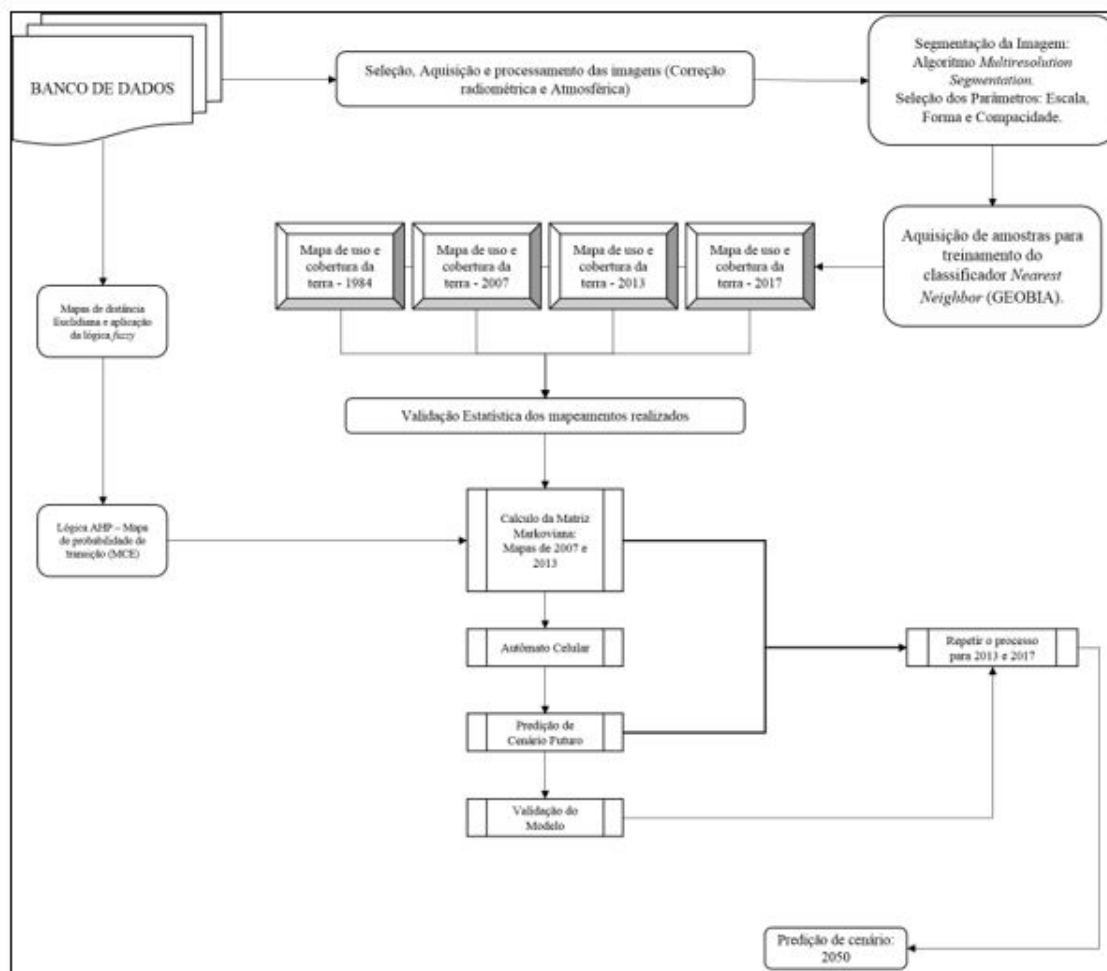 BANCO DE DADOS
Seleção, Aquisição e processamento das imagens (Correção
radiométrica e Atmosférica)
Segmentação da Imagem:
Algoritmo Multiresolution
Segmentation.
Seleção dos Parâmetros: Escala,
Forma e Compacidade.
Aquisição de amostras para
treinamento do
classificador Nearest
Neighbor (GEOBIA).
Mapa de uso e
cobertura da
terra - 1984
Mapa de uso e
cobertura da
terra - 2007
Mapa de uso e
cobertura da
terra - 2013
Mapa de uso e
cobertura da
terra - 2017
Mapas de distância
Euclidiana e aplicação
da lógica fuzzy
Validação Estatística dos mapeamentos realizados
Lógica AHP – Mapa
de probabilidade de
transição (MCE)
Calculo da Matriz
Markoviana:
Mapas de 2007 e
2013
Autômato Celular
Repetir o processo
para 2013 e 2017
Predição de
Cenário Futuro
Validação do
Modelo
Predição de cenário:
2050